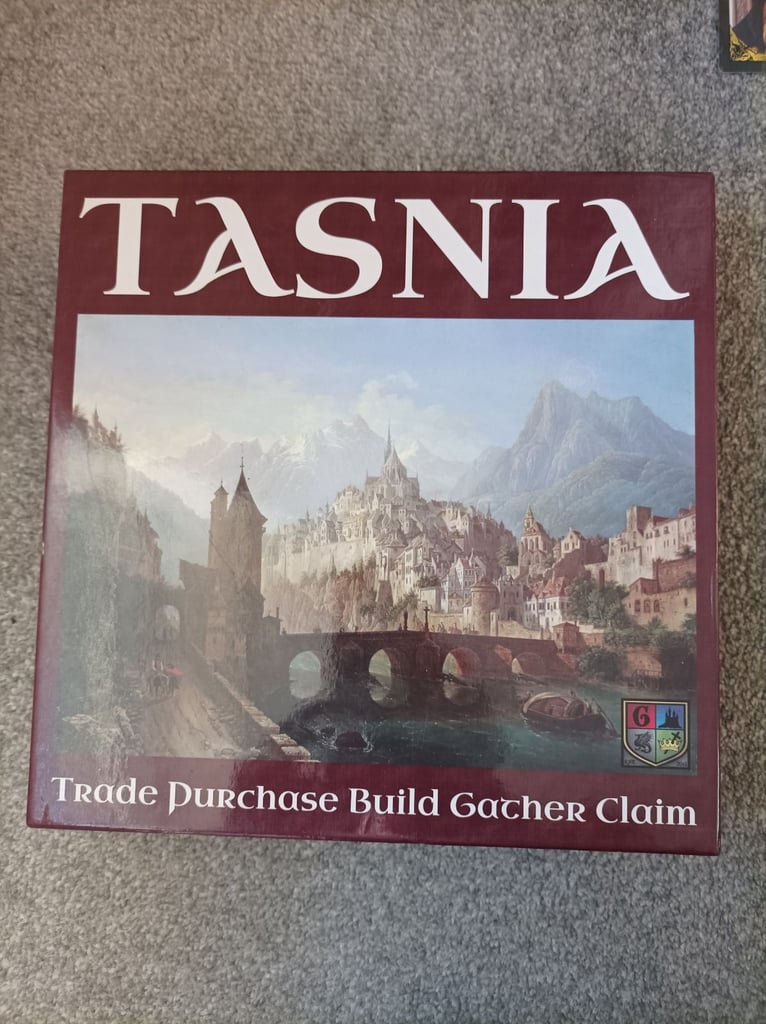 TASNIA
G
Trade Purchase Build Gather Claim